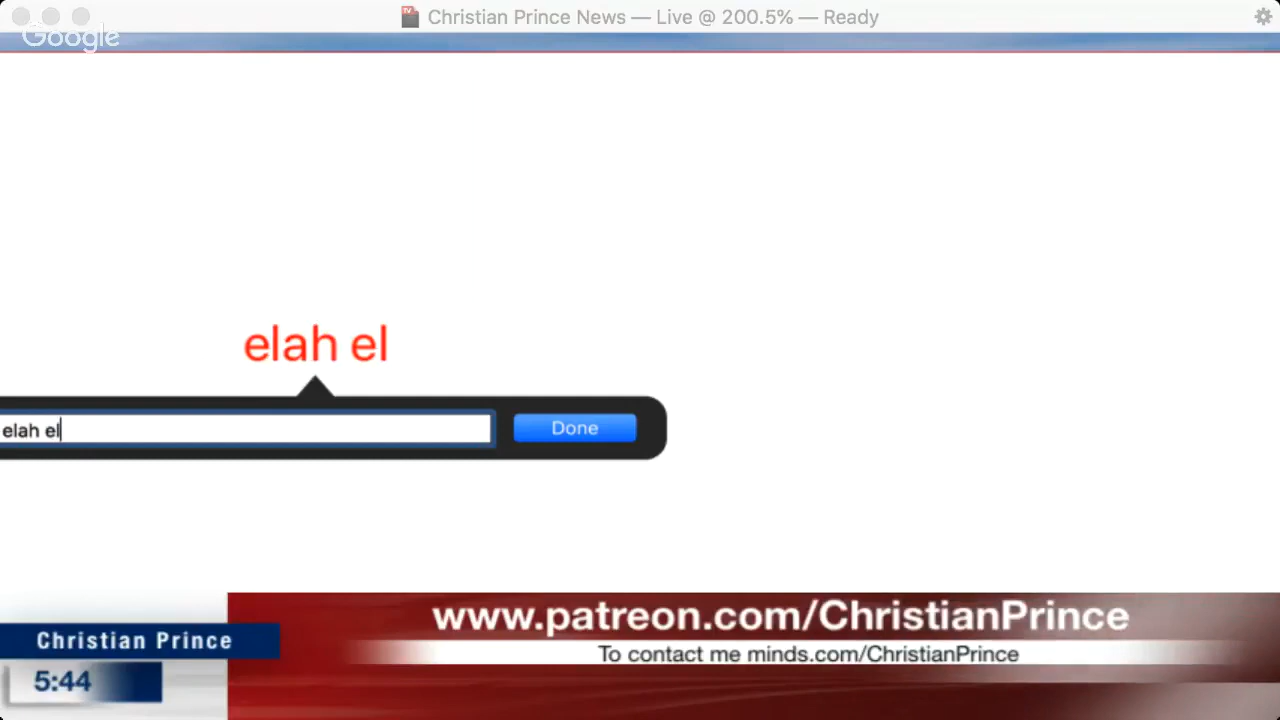 Christian Prince News — Live @ 200.5% — Ready
Google
elah el
elah el
Done
www.patreon.com/ChristianPrince
To contact me minds.com/ChristianPrince
Christian Prince
5:44